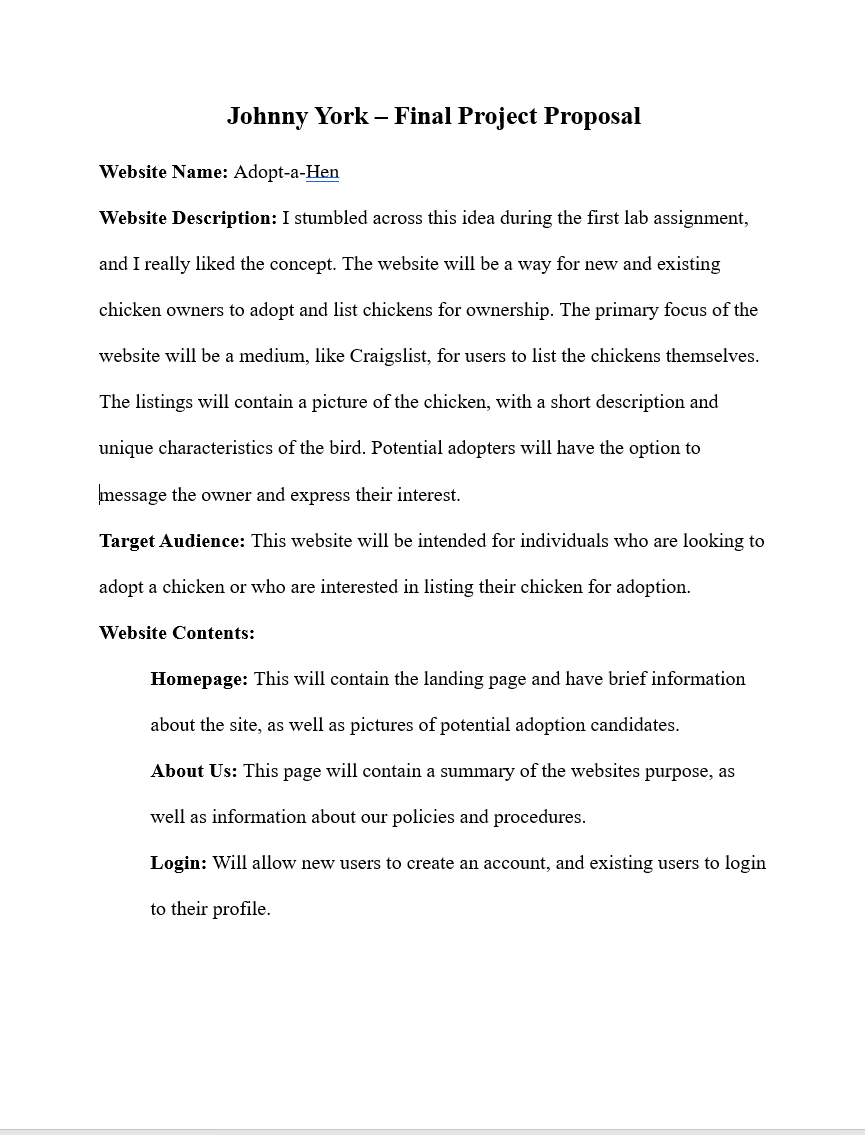 Johnny York – Final Project Proposal
Website Name: Adopt-a-Hen
Website Description: I stumbled across this idea during the first lab assignment,
and I really liked the concept. The website will be a way for new and existing
chicken owners to adopt and list chickens for ownership. The primary focus of the
website will be a medium, like Craigslist, for users to list the chickens themselves.
The listings will contain a picture of the chicken, with a short description and
unique characteristics of the bird. Potential adopters will have the option to
message the owner and express their interest.
Target Audience: This website will be intended for individuals who are looking to
adopt a chicken or who are interested in listing their chicken for adoption.
Website Contents:
Homepage: This will contain the landing page and have brief information
about the site, as well as pictures of potential adoption candidates.
About Us: This page will contain a summary of the websites purpose, as
well as information about our policies and procedures.
Login: Will allow new users to create an account, and existing users to login
to their profile.